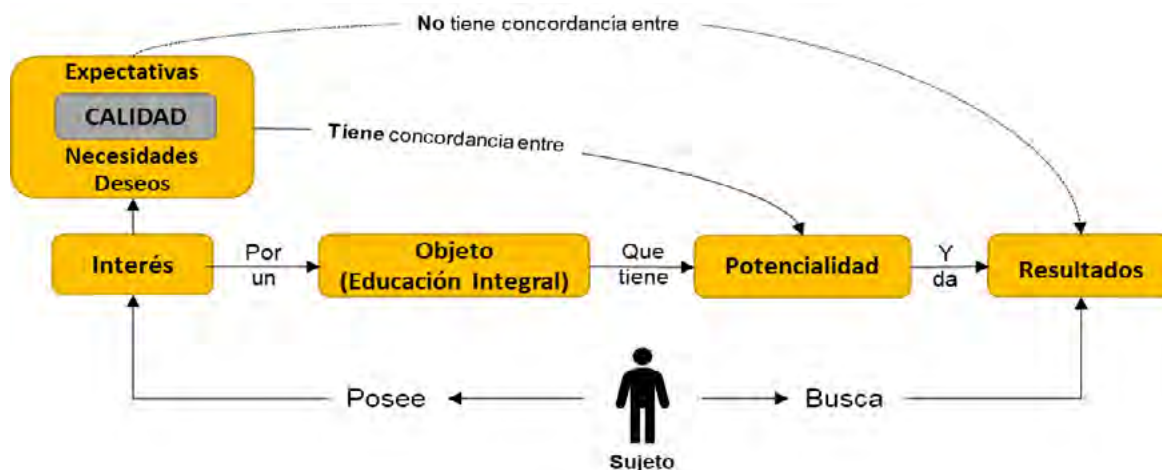 No tiene concordancia entre
Expectativas
CALIDAD
Necesidades
Deseos
Tiene concordancia entre
Interés
Por
un
Objeto
(Educación Integral)
Que
tiene
Potencialidad
Y
da
Resultados
Posee
Busca
Sujeto